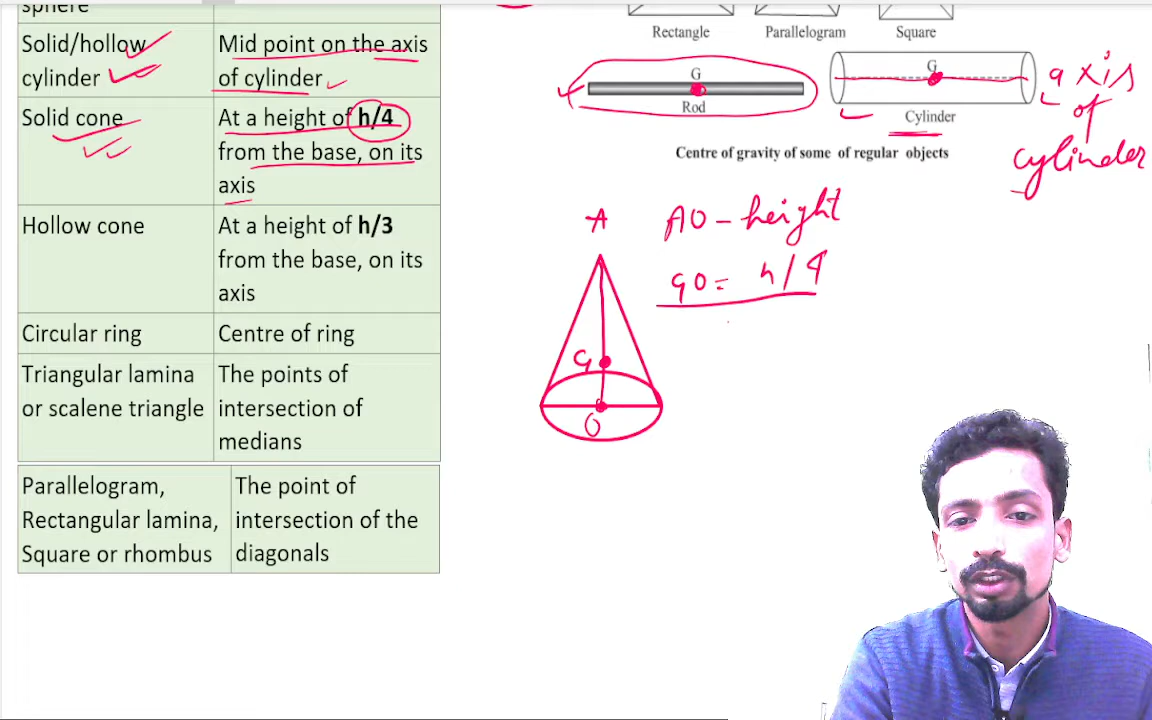 sphere
Solid/hollow
cylinder
Mid point on the axis
of cylinder
Solid cone
At a height of h/4
from the base, on its
axis
Hollow cone
At a height of h/3
from the base, on its
axis
Circular ring
Centre of ring
Triangular lamina
or scalene triangle
The points of
intersection of
medians
Parallelogram,
Rectangular lamina,
Square or rhombus
The point of
intersection of the
diagonals
Rectangle
Parallelogram
Square
G
Rod
G
Cylinder
Centre of gravity of some of regular objects
axis
of
cylinder
A
G
O
AO - height
GO = h/4